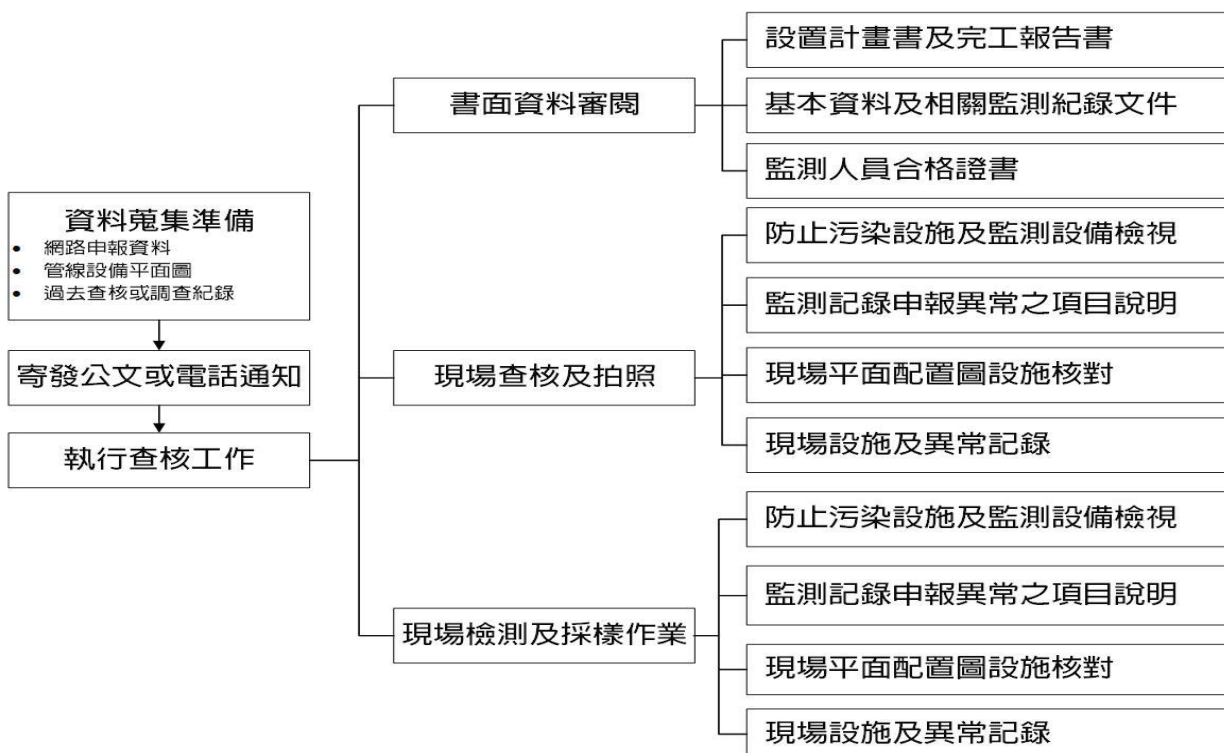 資料蒐集準備
• 網路申報資料
• 管線設備平面圖
• 過去查核或調查紀錄
寄發公文或電話通知
執行查核工作
書面資料審閱
設置計畫書及完工報告書
基本資料及相關監測紀錄文件
監測人員合格證書
現場查核及拍照
防止污染設施及監測設備檢視
監測記錄申報異常之項目說明
現場平面配置圖設施核對
現場設施及異常記錄
現場檢測及採樣作業
防止污染設施及監測設備檢視
監測記錄申報異常之項目說明
現場平面配置圖設施核對
現場設施及異常記錄